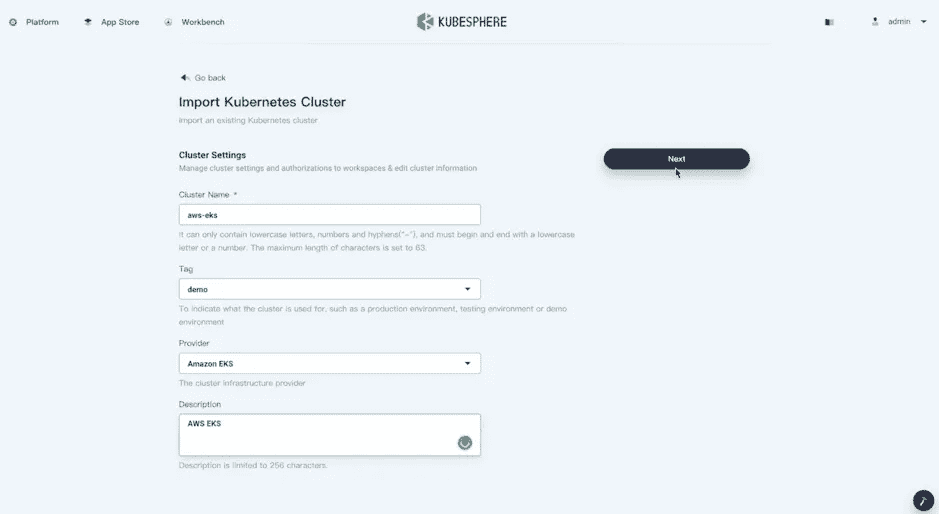 Platform
App Store
Workbench
KUBESPHERE
admin
Go back
Import Kubernetes Cluster
Import an existing Kubernetes cluster
Cluster Settings
Manage cluster settings and authorizations to workspaces & edit cluster information
Next
Cluster Name *
aws-eks
It can only contain lowercase letters, numbers and hyphens("-"), and must begin and end with a lowercase
letter or a number. The maximum length of characters is set to 63.
Tag
demo
To indicate what the cluster is used for, such as a production environment, testing environment or demo
environment
Provider
Amazon EKS
The cluster infrastructure provider
Description
AWS EKS
Description is limited to 256 characters.